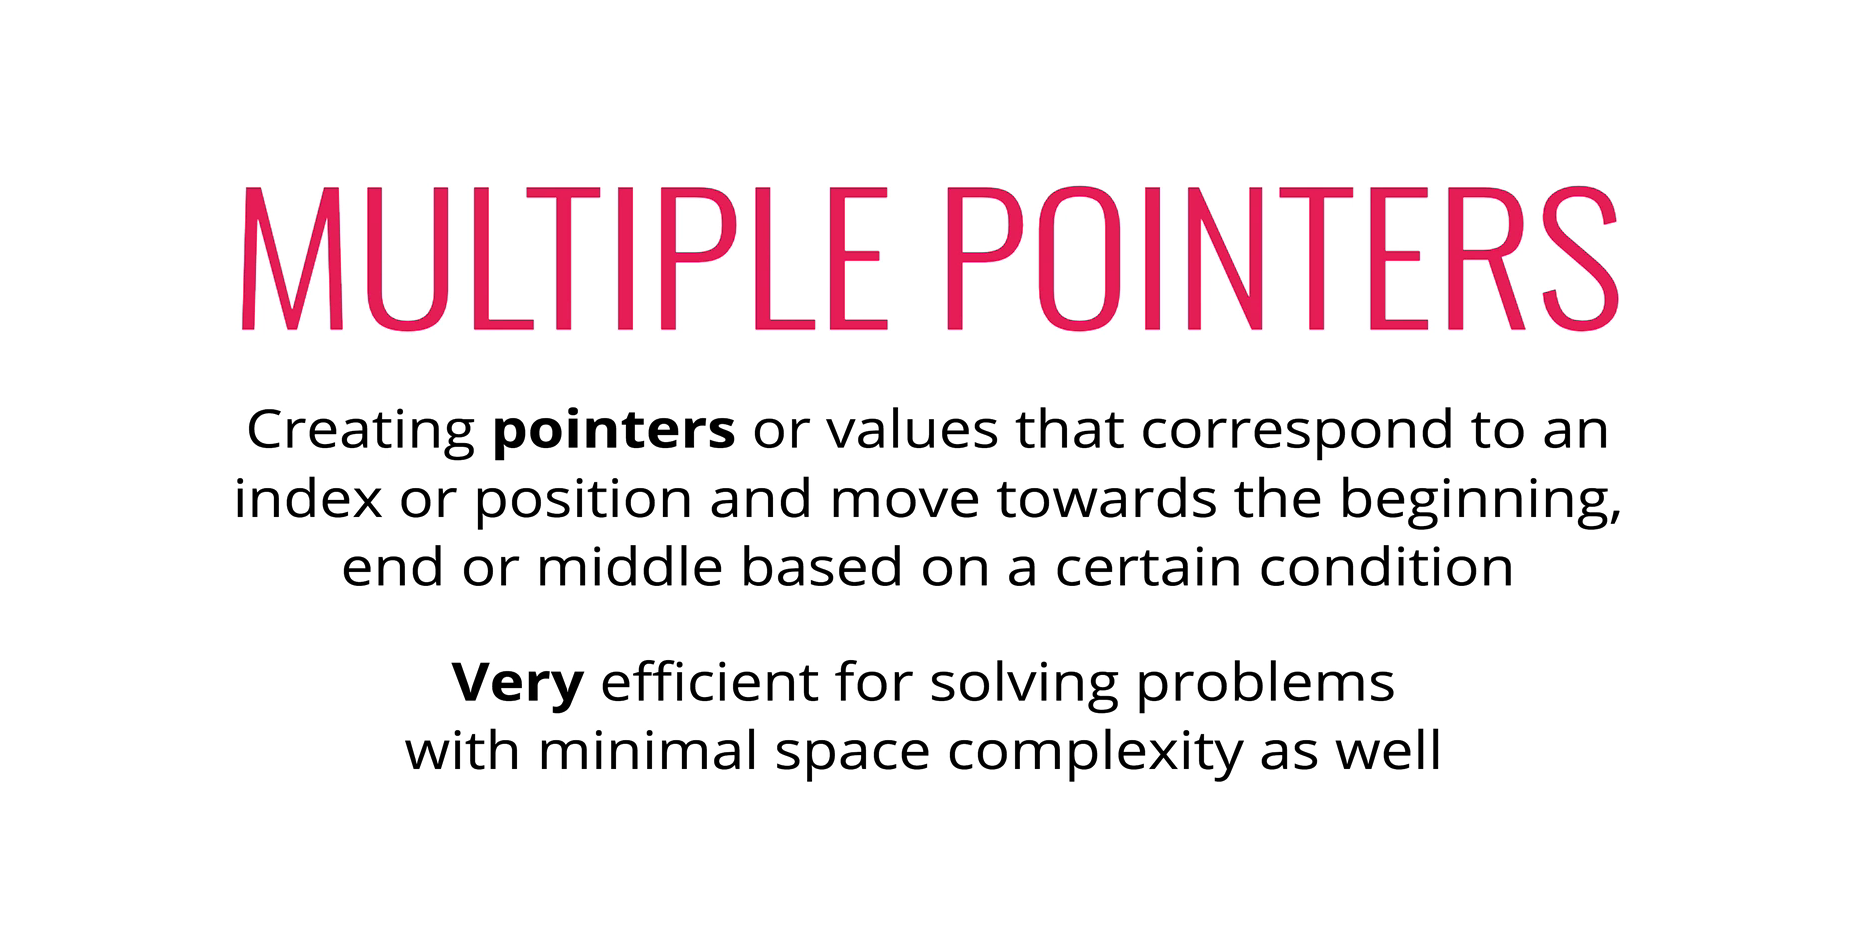 MULTIPLE POINTERS
Creating pointers or values that correspond to an
index or position and move towards the beginning,
end or middle based on a certain condition
Very efficient for solving problems
with minimal space complexity as well